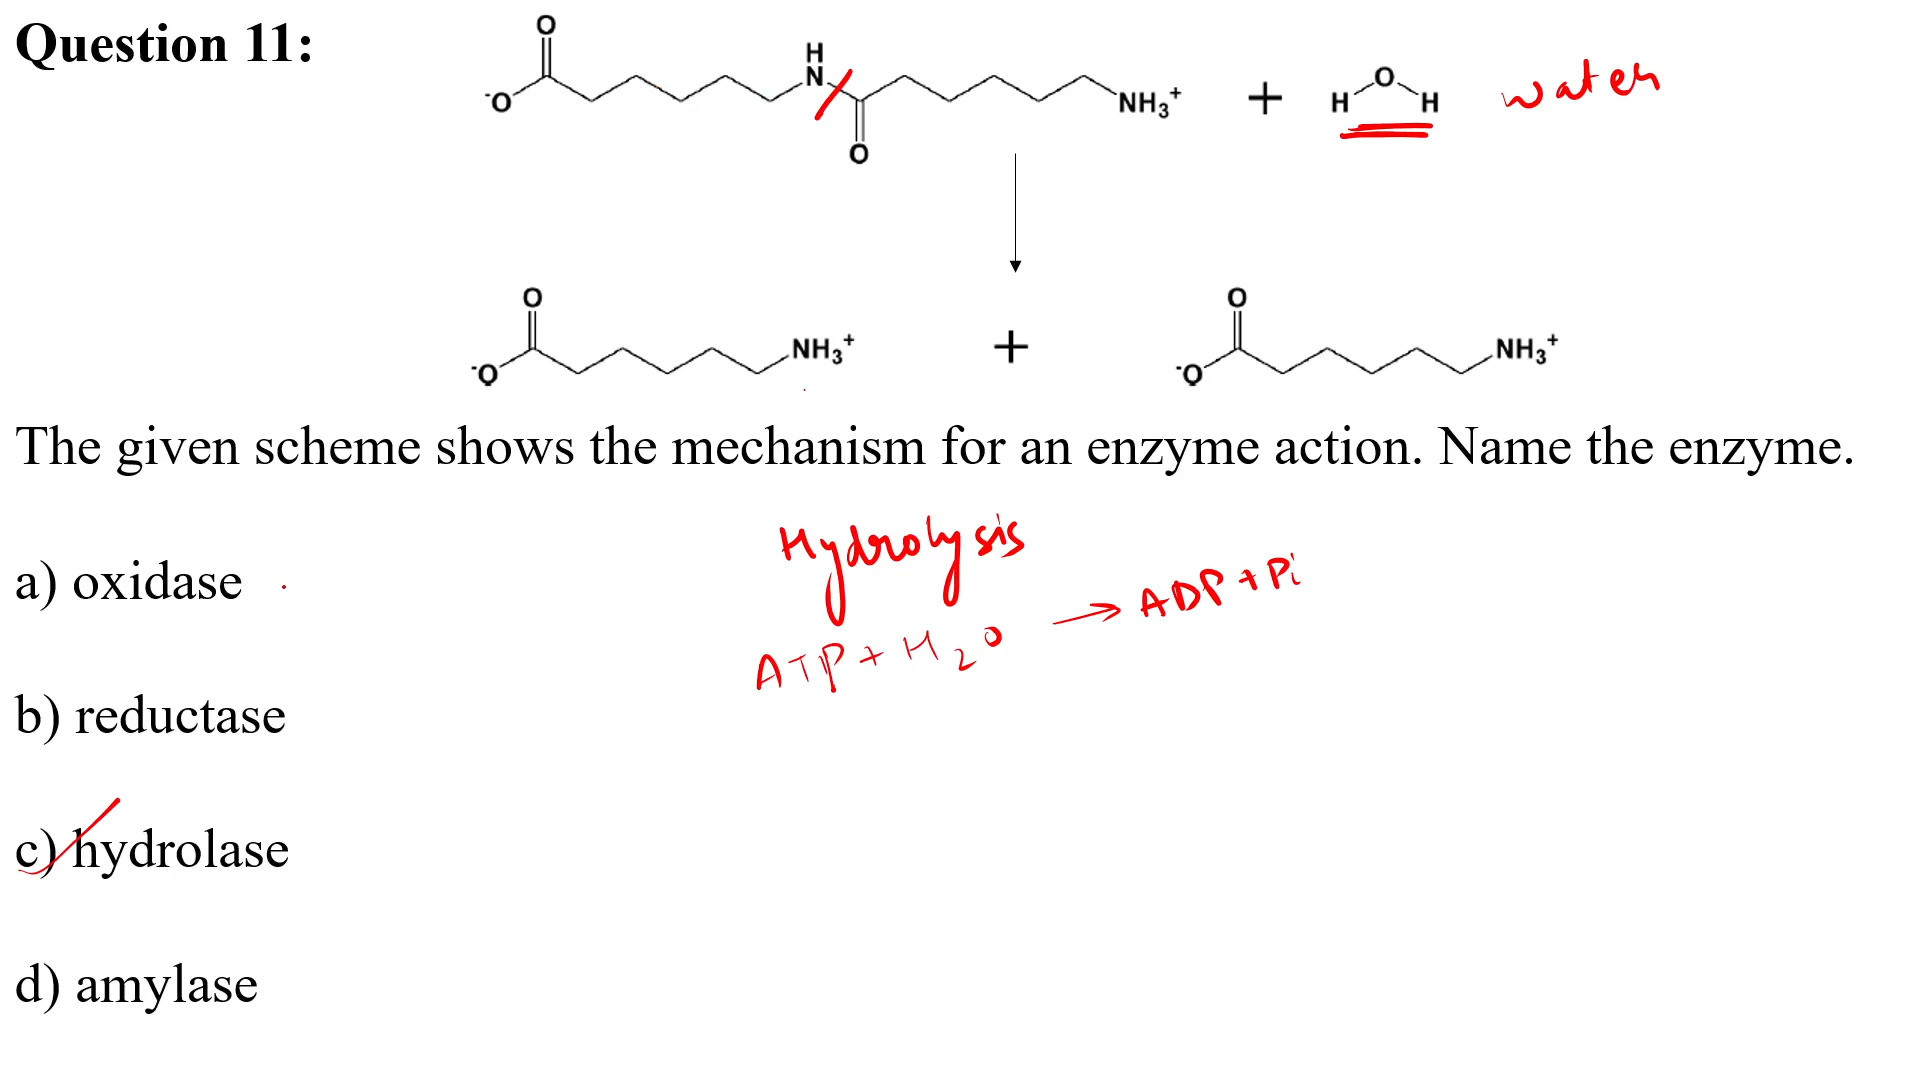 Question 11:
O
H
N
⁻O
NH₃⁺
+
H O H
water
O
O
O
⁻O
NH₃⁺
+
⁻O
NH₃⁺
The given scheme shows the mechanism for an enzyme action. Name the enzyme.
Hydrolysis
ATP + H₂O → ADP + Pi
a) oxidase
b) reductase
c) hydrolase
d) amylase